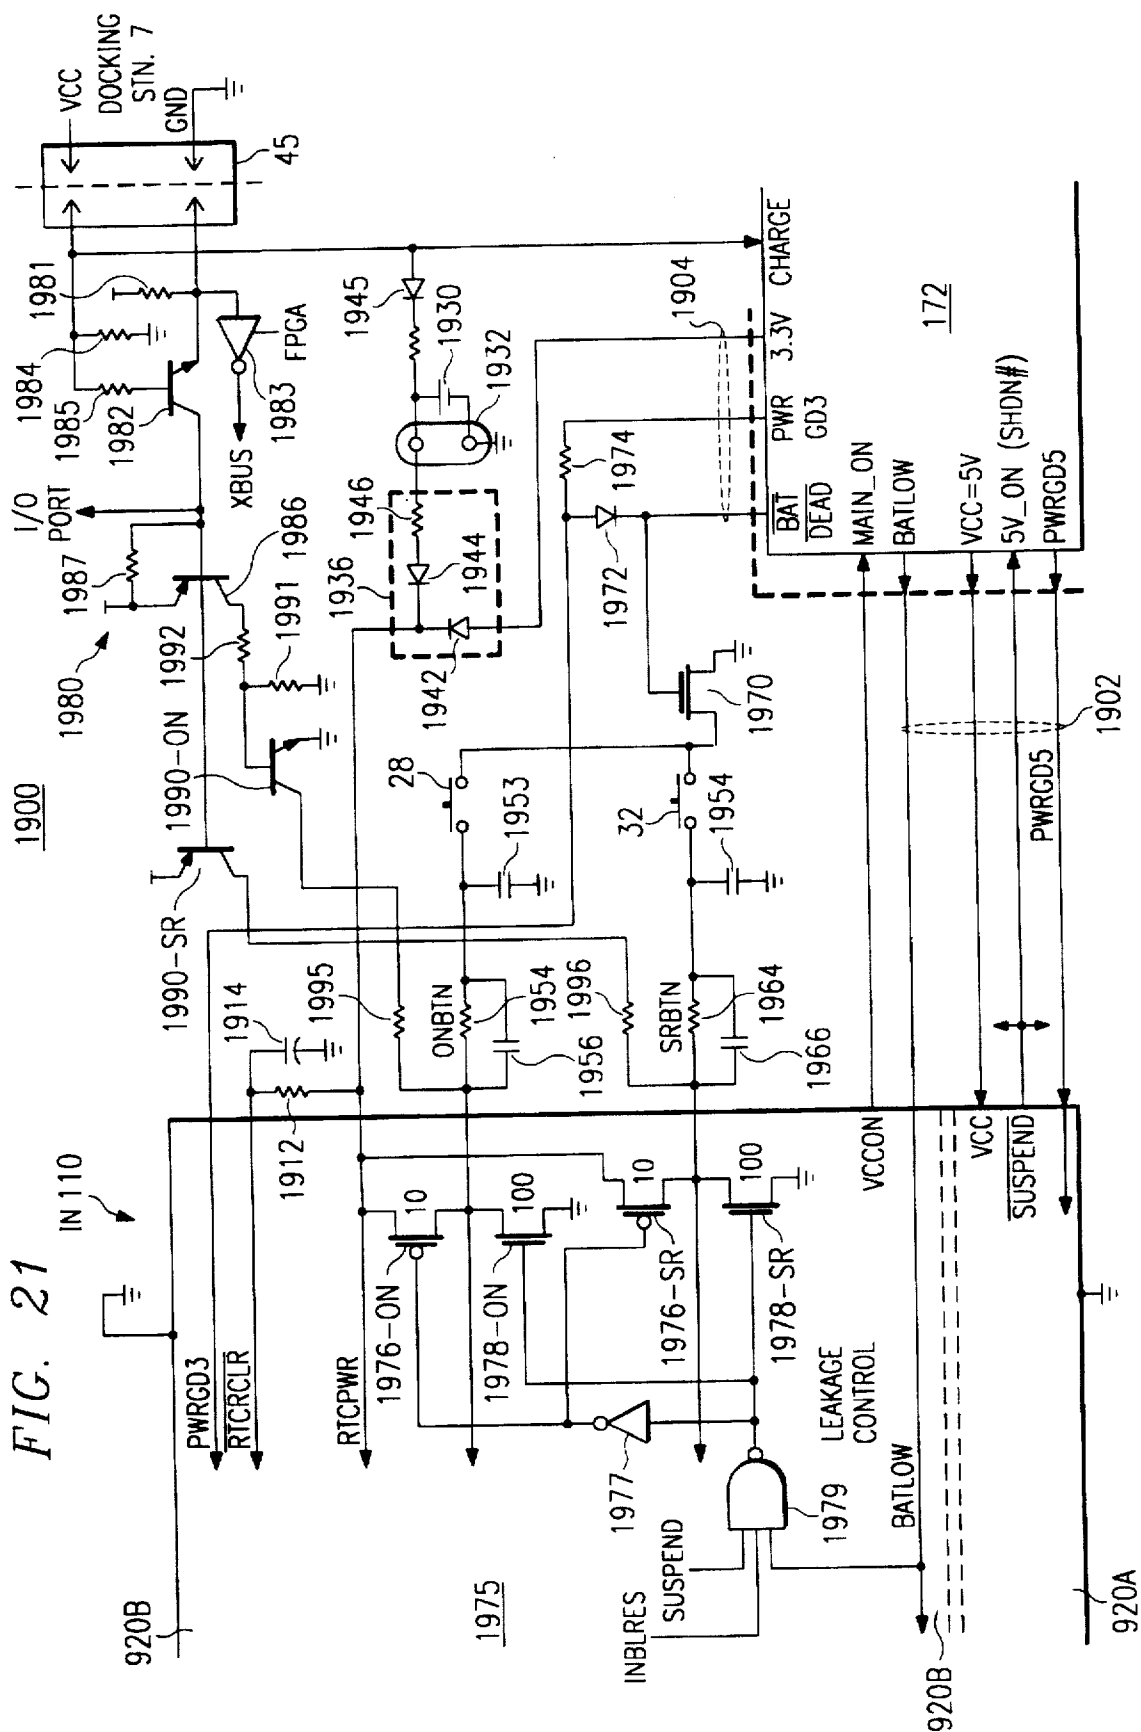 FIG. 21
1900
IN 110
920B
PWRGD3
RTCRCLR
RTCPWR
1912
1914
1990-SR
1990-ON
1980
1987
I/O
PORT
1992
1991
1986
1985
1984
1982
1981
1983
XBUS
FPGA
VCC
DOCKING
STN. 7
GND
45
1976-ON
10
1978-ON
100
1995
ONBTN
1954
1956
28
1953
1936
1942
1944
1946
1945
1930
1932
1975
1977
10
1976-SR
100
1978-SR
1996
SRBTN
1964
1966
32
1954
1970
1972
1974
1904
INBLRES
SUSPEND
1979
LEAKAGE
CONTROL
BATLOW
920B
920A
VCCON
VCC
SUSPEND
PWRGD5
1902
BAT
DEAD
PWR
GD3
3.3V
CHARGE
172
MAIN_ON
BATLOW
VCC=5V
5V_ON (SHDN#)
PWRGD5